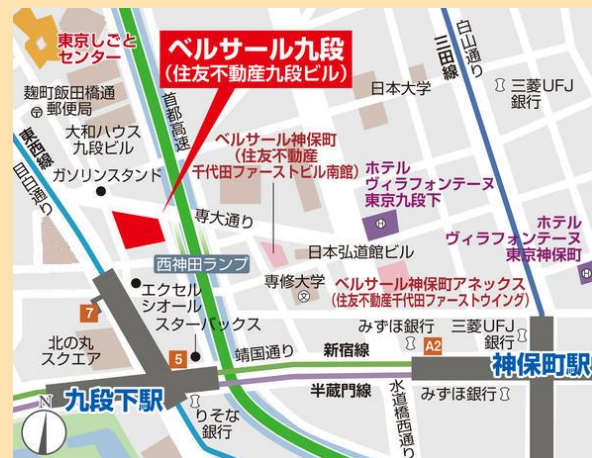 東京しごと
センター
ベルサール九段
(住友不動産九段ビル)
麹町飯田橋通
郵便局
大和ハウス
九段ビル
ガソリンスタンド
東西線
目白通り
首都高速
日本大学
三田線
白山通り
三菱UFJ
銀行
ベルサール神保町
(住友不動産
千代田ファーストビル南館)
ホテル
ヴィラフォンテーヌ
東京九段下
専大通り
西神田ランプ
日本弘道館ビル
ホテル
ヴィラフォンテーヌ
東京神保町
専修大学
文
ベルサール神保町アネックス
(住友不動産千代田ファーストウイング)
エクセル
シオール
スターバックス
7
北の丸
スクエア
5
靖国通り
新宿線
みずほ銀行
A2
三菱UFJ
銀行
九段下駅
半蔵門線
神保町駅
りそな
銀行
水道橋西通り
みずほ銀行
N
H
H